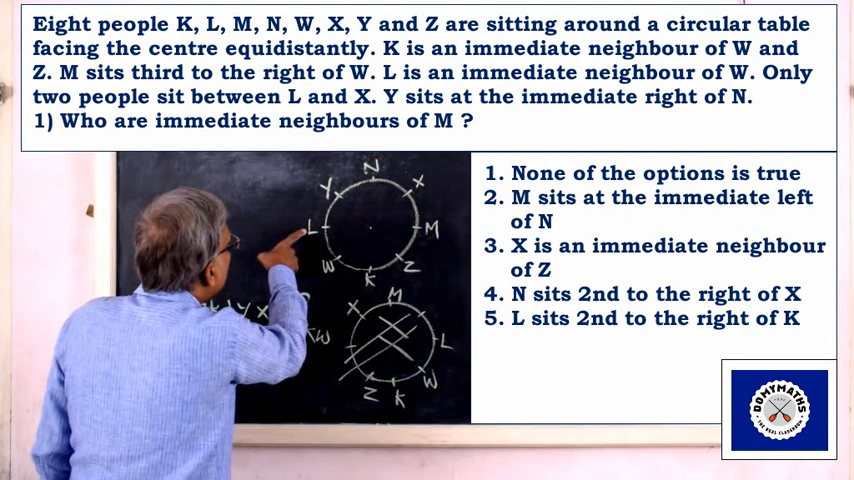 Eight people K, L, M, N, W, X, Y and Z are sitting around a circular table
facing the centre equidistantly. K is an immediate neighbour of W and
Z. M sits third to the right of W. L is an immediate neighbour of W. Only
two people sit between L and X. Y sits at the immediate right of N.
1) Who are immediate neighbours of M ?
1. None of the options is true
2. M sits at the immediate left
of N
3. X is an immediate neighbour
of Z
4. N sits 2nd to the right of X
5. L sits 2nd to the right of K
N
Y X
L M
W Z
K
M
X
L
W
Z K
KW
DOMYMATHS
THE REAL CLASSROOM